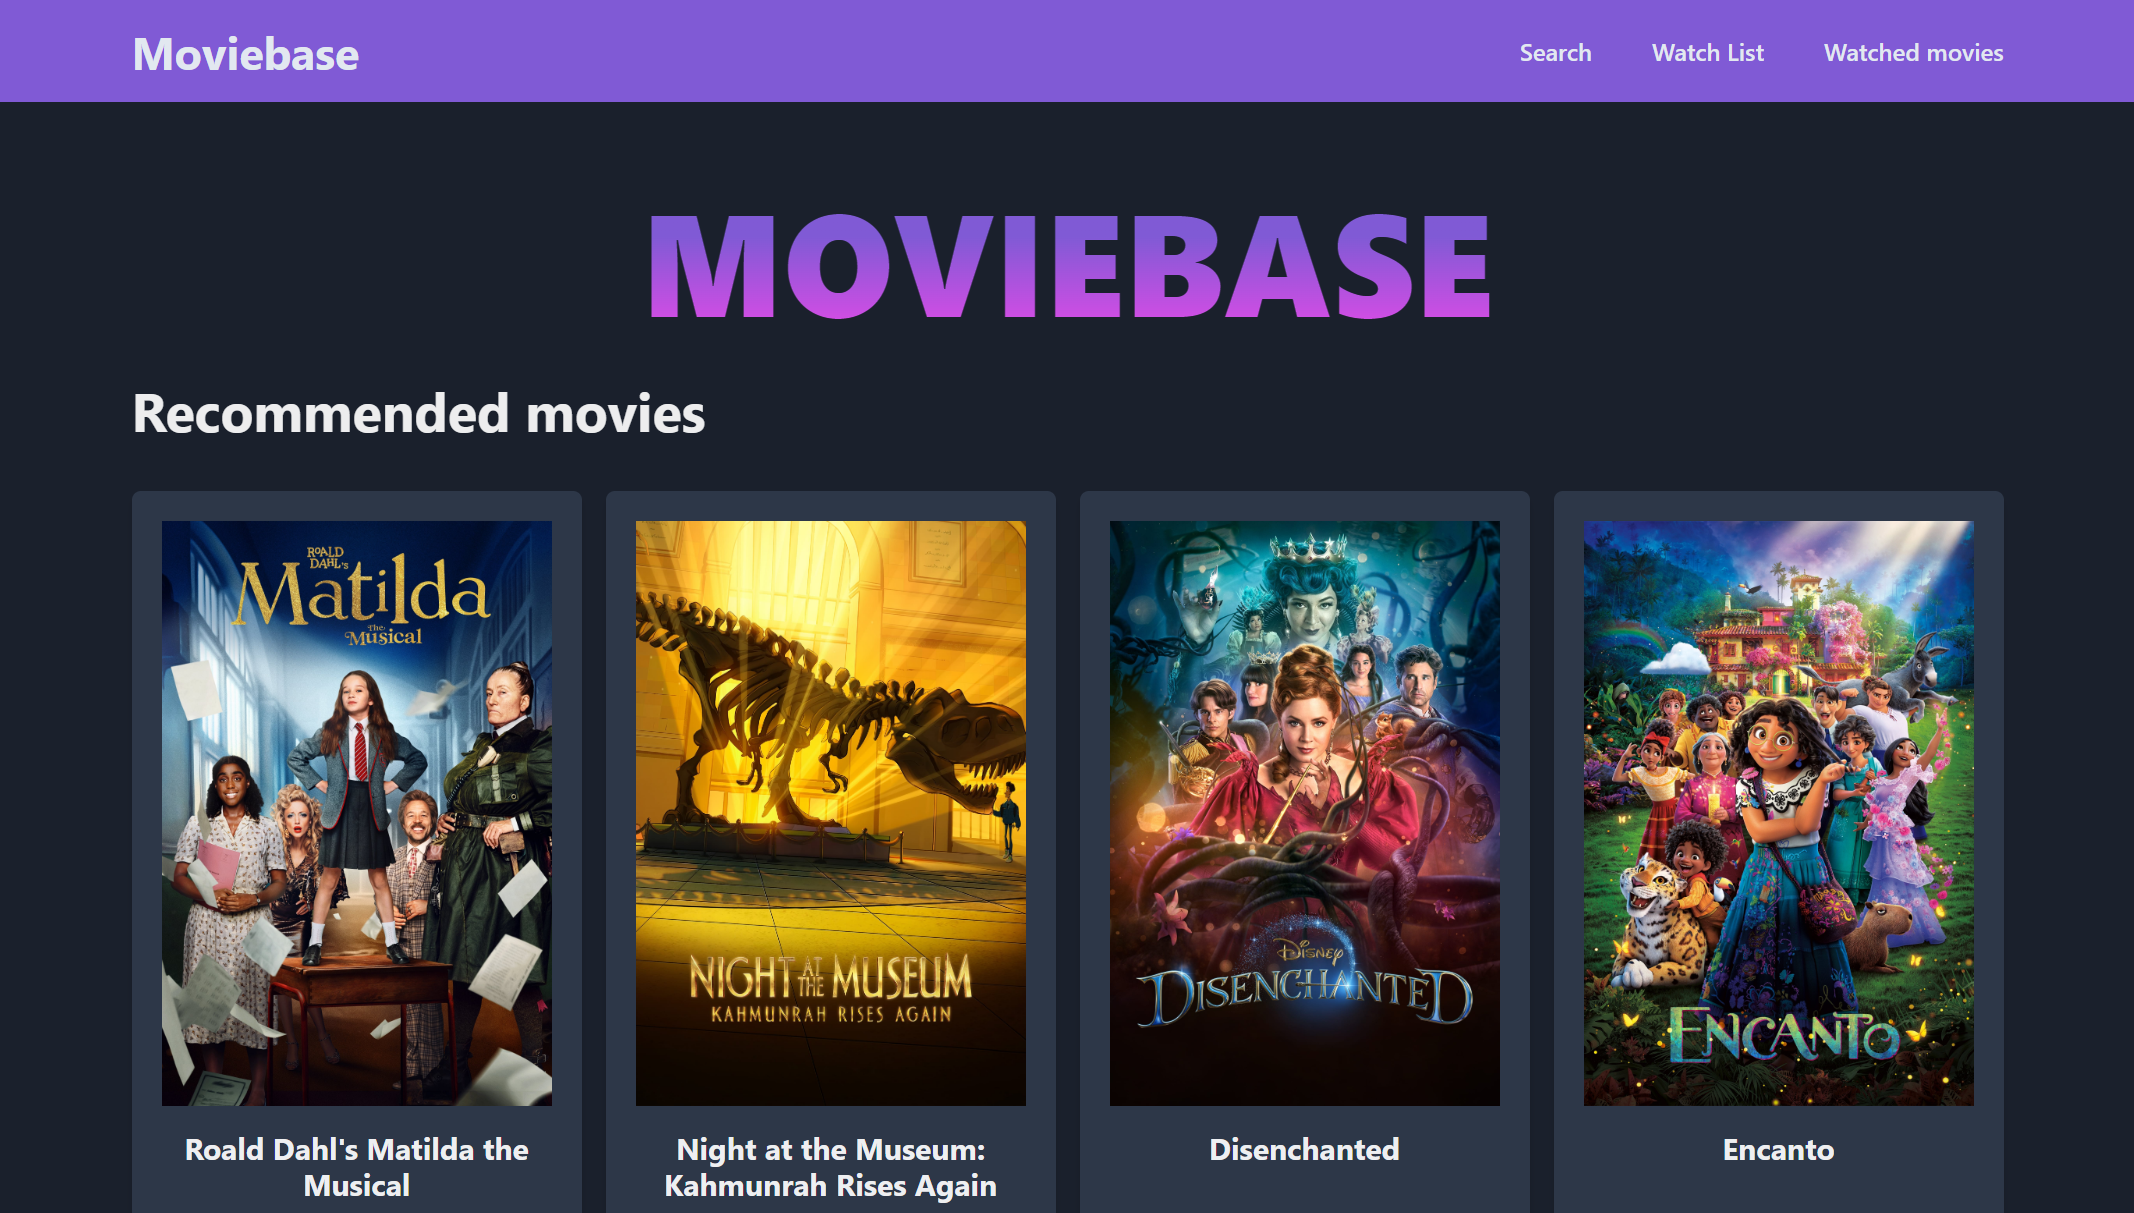 Moviebase
Search
Watch List
Watched movies
MOVIEBASE
Recommended movies
ROALD
DAHL's
Matilda
The
Musical
NIGHT AT THE MUSEUM
KAHMUNRAH RISES AGAIN
DISNEY
DISENCHANTED
ENCANTO
Roald Dahl's Matilda the
Musical
Night at the Museum:
Kahmunrah Rises Again
Disenchanted
Encanto